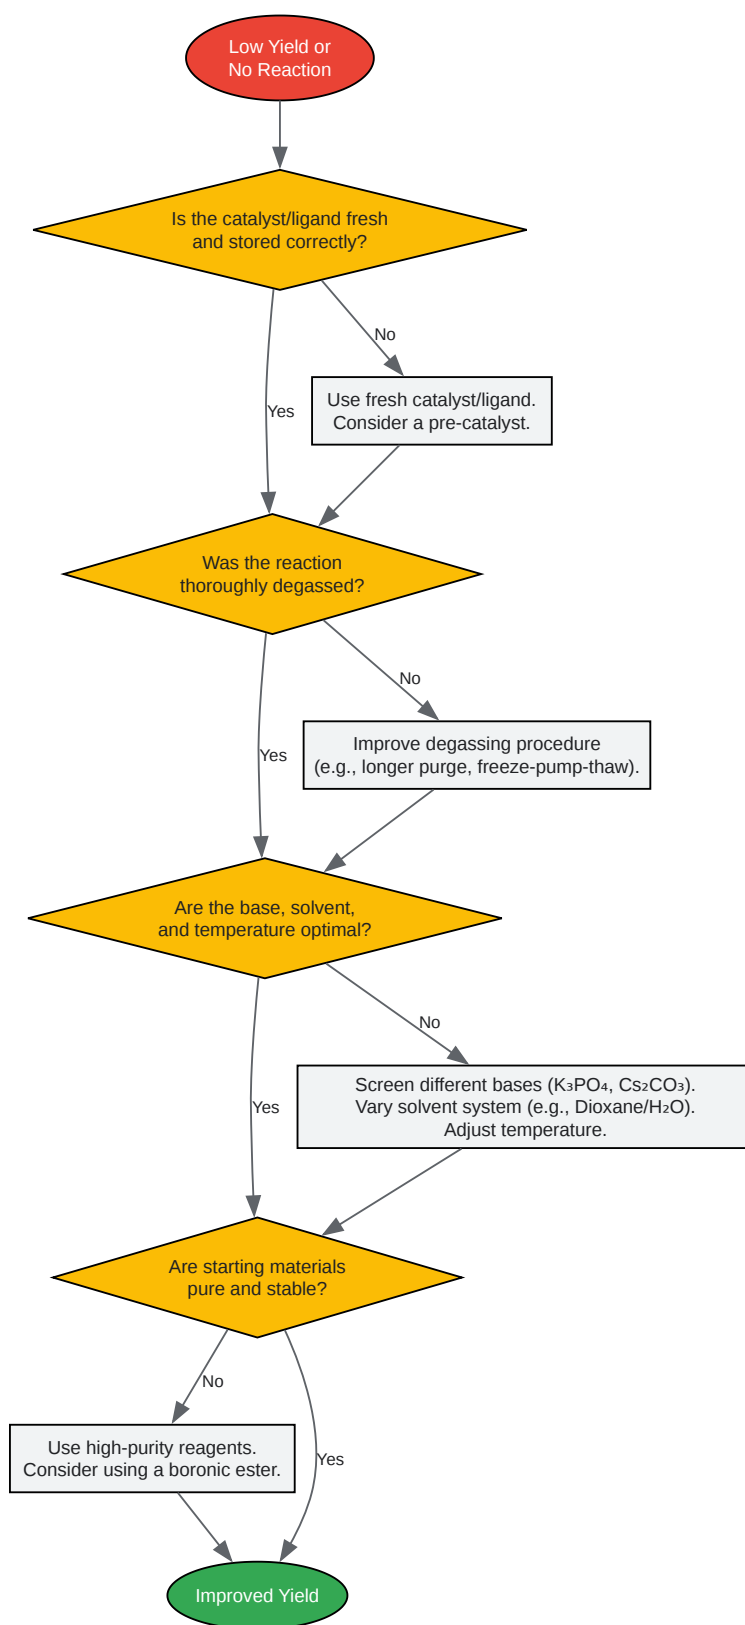 Low Yield or
No Reaction
Is the catalyst/ligand fresh
and stored correctly?
No
Yes
Use fresh catalyst/ligand.
Consider a pre-catalyst.
Was the reaction
thoroughly degassed?
No
Yes
Improve degassing procedure
(e.g., longer purge, freeze-pump-thaw).
Are the base, solvent,
and temperature optimal?
No
Yes
Screen different bases (K₃PO₄, Cs₂CO₃).
Vary solvent system (e.g., Dioxane/H₂O).
Adjust temperature.
Are starting materials
pure and stable?
No
Yes
Use high-purity reagents.
Consider using a boronic ester.
Improved Yield